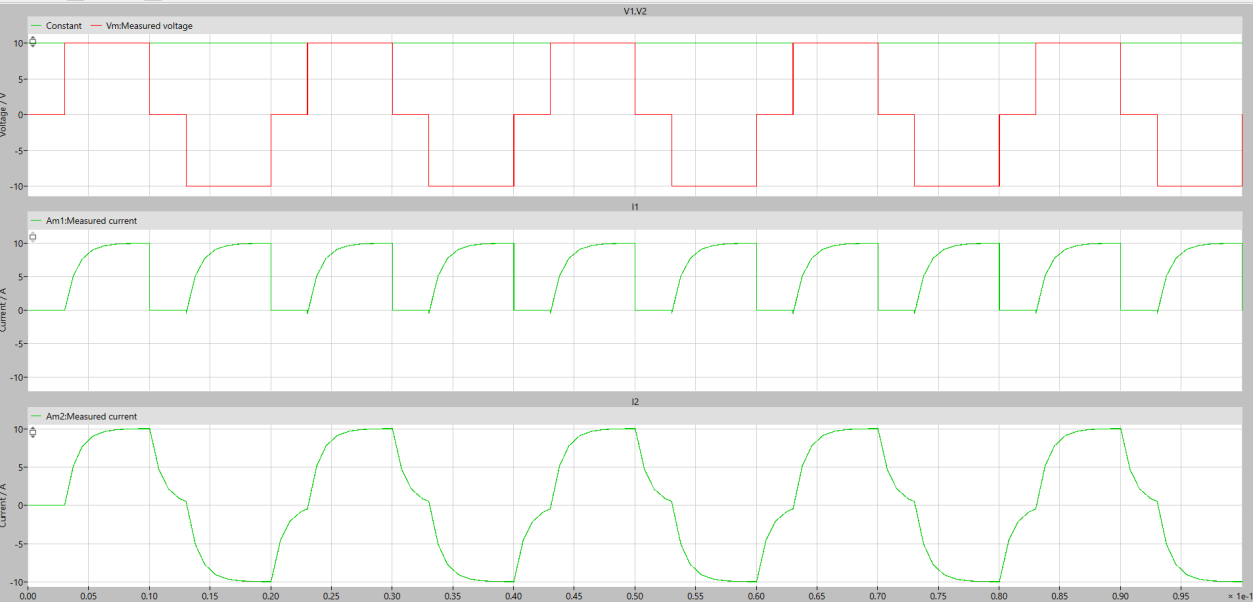 V1,V2
Constant Vm:Measured voltage
10
5
0
-5
-10
Voltage / V
I1
Am1:Measured current
10
5
0
-5
-10
Current / A
I2
Am2:Measured current
10
5
0
-5
-10
Current / A
0.00 0.05 0.10 0.15 0.20 0.25 0.30 0.35 0.40 0.45 0.50 0.55 0.60 0.65 0.70 0.75 0.80 0.85 0.90 0.95 × 1e-1